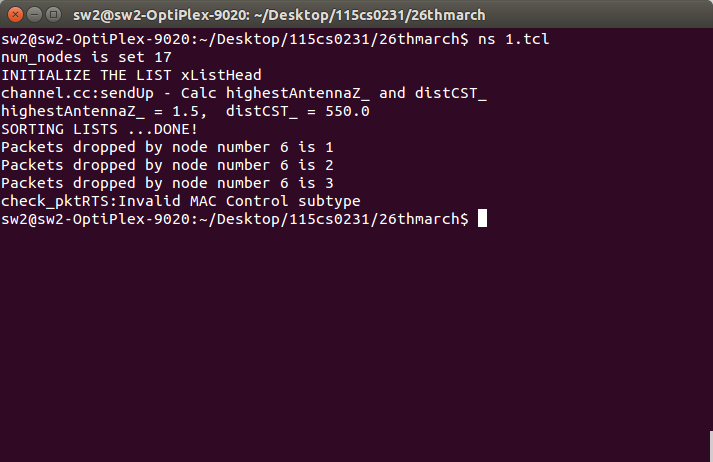 sw2@sw2-OptiPlex-9020: ~/Desktop/115cs0231/26thmarch
sw2@sw2-OptiPlex-9020:~/Desktop/115cs0231/26thmarch$ ns 1.tcl
num_nodes is set 17
INITIALIZE THE LIST xListHead
channel.cc:sendUp - Calc highestAntennaZ_ and distCST_
highestAntennaZ_ = 1.5,  distCST_ = 550.0
SORTING LISTS ...DONE!
Packets dropped by node number 6 is 1
Packets dropped by node number 6 is 2
Packets dropped by node number 6 is 3
check_pktRTS:Invalid MAC Control subtype
sw2@sw2-OptiPlex-9020:~/Desktop/115cs0231/26thmarch$